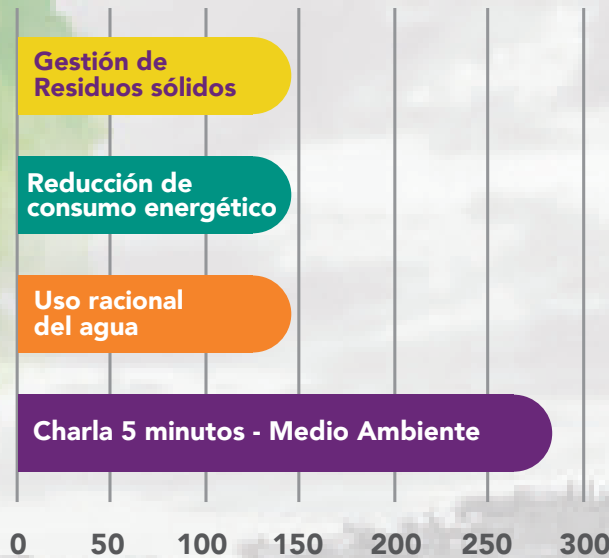 Gestión de
Residuos sólidos
Reducción de
consumo energético
Uso racional
del agua
Charla 5 minutos - Medio Ambiente
0 50 100 150 200 250 300